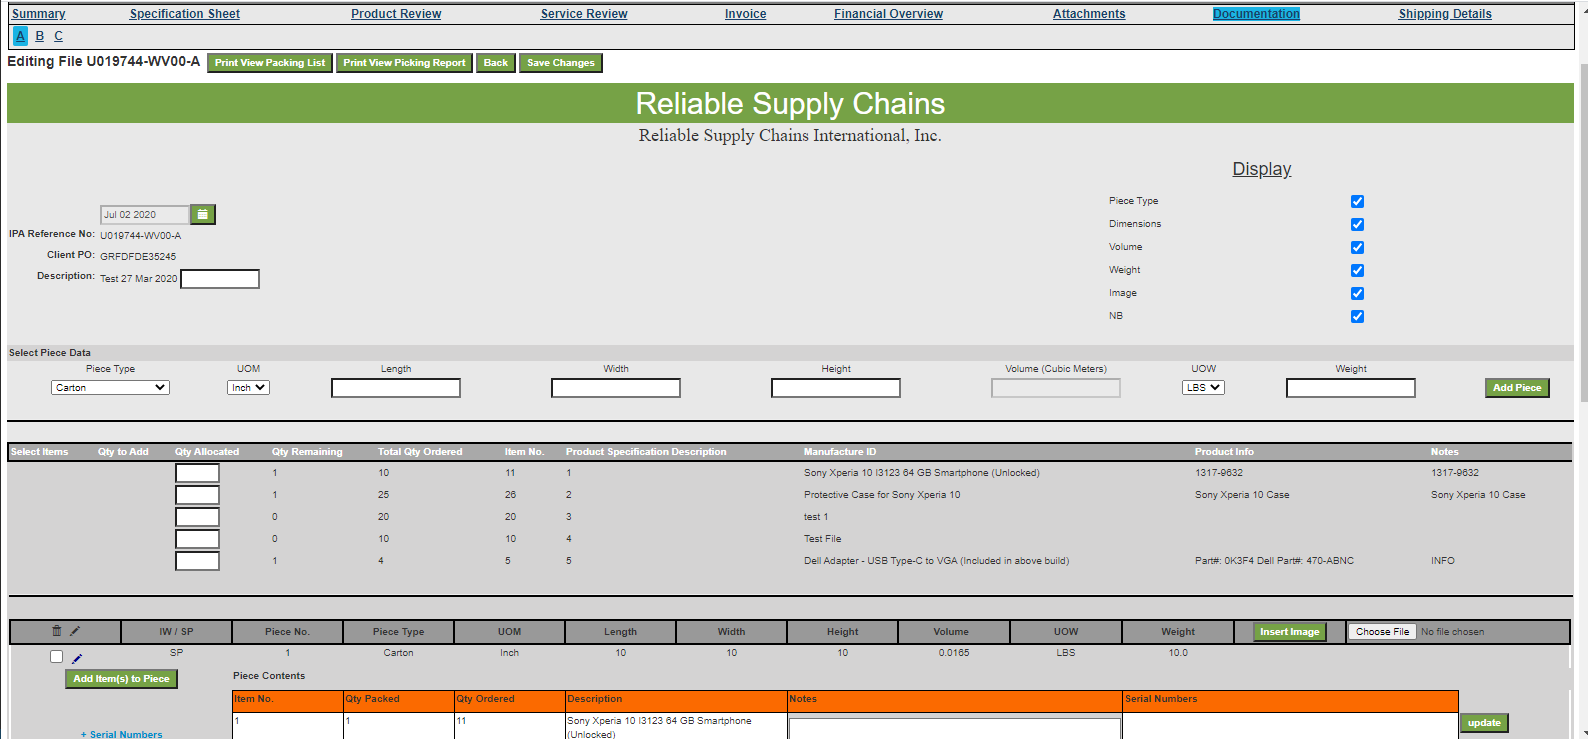 Summary Specification Sheet Product Review Service Review Invoice Financial Overview Attachments Documentation Shipping Details
A B C
Editing File U019744-WV00-A Print View Packing List Print View Picking Report Back Save Changes
Reliable Supply Chains
Reliable Supply Chains International, Inc.
Display
Piece Type
Jul 02 2020
Dimensions
IPA Reference No: U019744-WV00-A
Volume
Client PO: GRFDFDE35245
Weight
Description: Test 27 Mar 2020
Image
NB
Select Piece Data
Piece Type UOM Length Width Height Volume (Cubic Meters) UOW Weight
Carton Inch LBS Add Piece
Select Items Qty to Add Qty Allocated Qty Remaining Total Qty Ordered Item No. Product Specification Description Manufacture ID Product Info Notes
1 10 11 1 Sony Xperia 10 I3123 64 GB Smartphone (Unlocked) 1317-9632 1317-9632
1 25 26 2 Protective Case for Sony Xperia 10 Sony Xperia 10 Case Sony Xperia 10 Case
0 20 20 3 test 1
0 10 10 4 Test File
1 4 5 5 Dell Adapter - USB Type-C to VGA (Included in above build) Part#: 0K3F4 Dell Part#: 470-ABNC INFO
IW / SP Piece No. Piece Type UOM Length Width Height Volume UOW Weight Insert Image Choose File No file chosen
SP 1 Carton Inch 10 10 10 0.0165 LBS 10.0
Add Item(s) to Piece Piece Contents
Item No. Qty Packed Qty Ordered Description Notes Serial Numbers
1 1 11 Sony Xperia 10 I3123 64 GB Smartphone update
+ Serial Numbers (Unlocked)